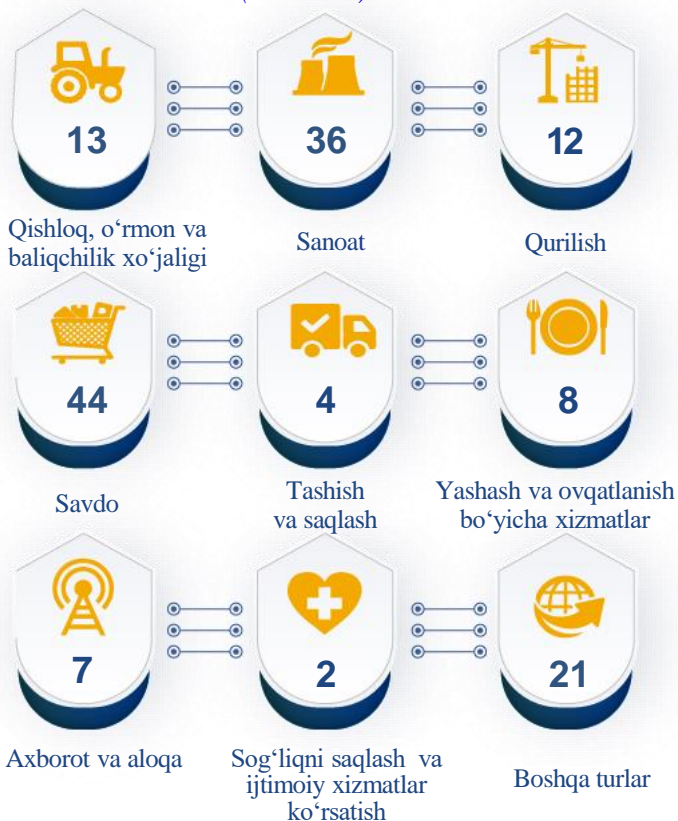 13
36
12
Qishloq, oʻrmon va
baliqchilik xoʻjaligi
Sanoat
Qurilish
44
4
8
Savdo
Tashish
va saqlash
Yashash va ovqatlanish
boʻyicha xizmatlar
7
2
21
Axborot va aloqa
Sogʻliqni saqlash va
ijtimoiy xizmatlar
koʻrsatish
Boshqa turlar